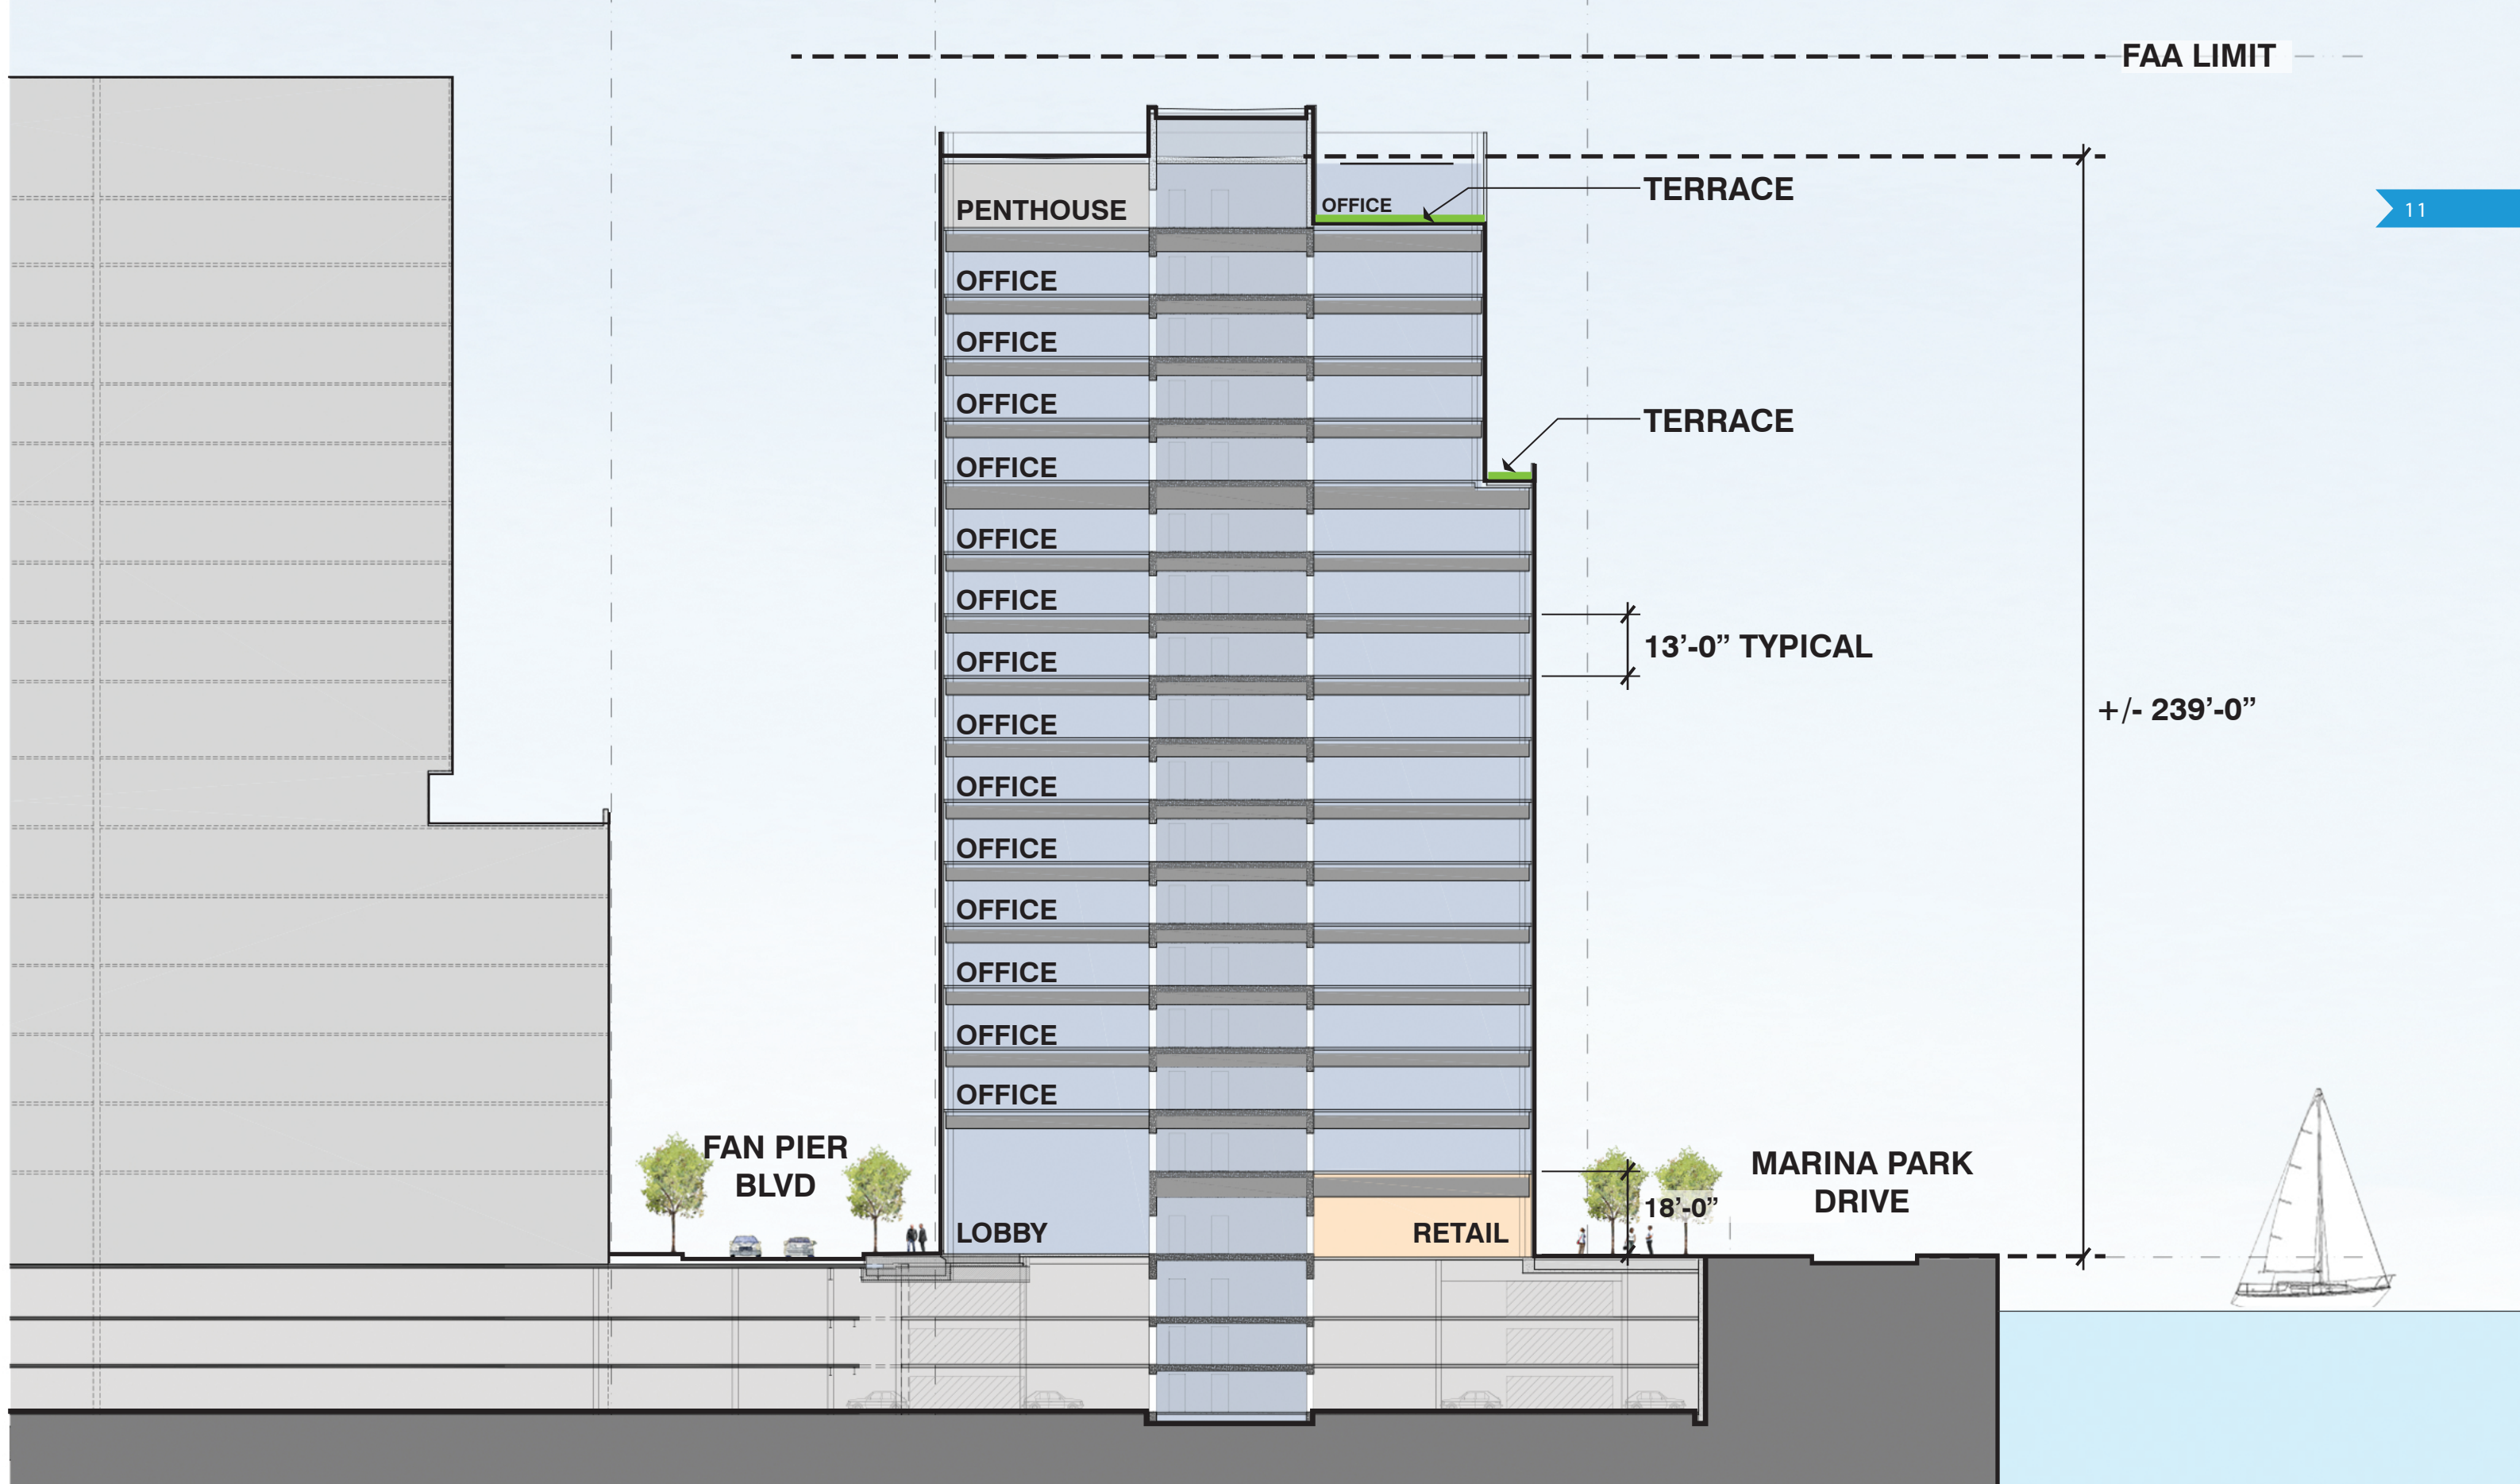 FAA LIMIT
TERRACE
11
PENTHOUSE
OFFICE
OFFICE
OFFICE
OFFICE
TERRACE
OFFICE
OFFICE
OFFICE
13’-0” TYPICAL
OFFICE
OFFICE
+/- 239’-0”
OFFICE
OFFICE
OFFICE
OFFICE
OFFICE
OFFICE
OFFICE
FAN PIER
BLVD
MARINA PARK
DRIVE
18’-0”
LOBBY
RETAIL